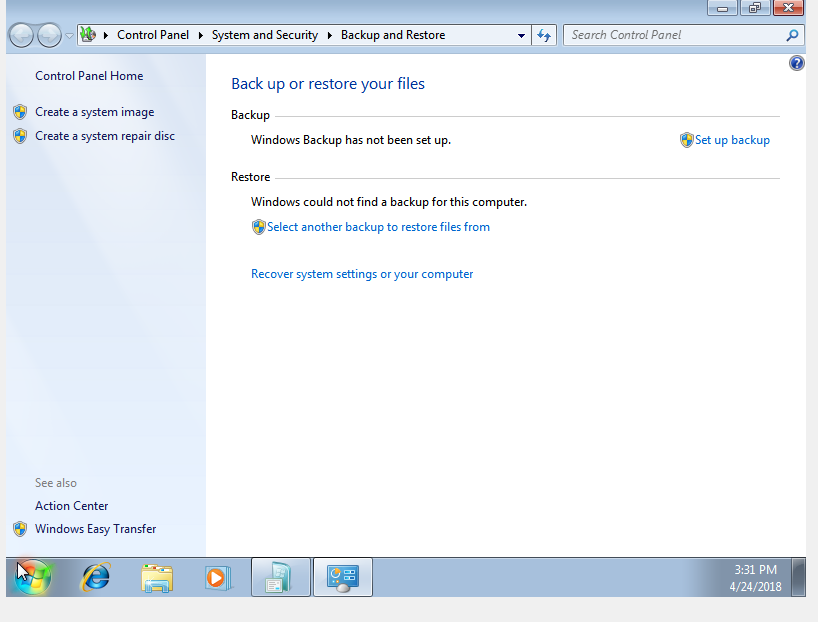 Control Panel
System and Security
Backup and Restore
Search Control Panel
Control Panel Home
Create a system image
Create a system repair disc
Back up or restore your files
Backup
Windows Backup has not been set up.
Set up backup
Restore
Windows could not find a backup for this computer.
Select another backup to restore files from
Recover system settings or your computer
See also
Action Center
Windows Easy Transfer
3:31 PM
4/24/2018